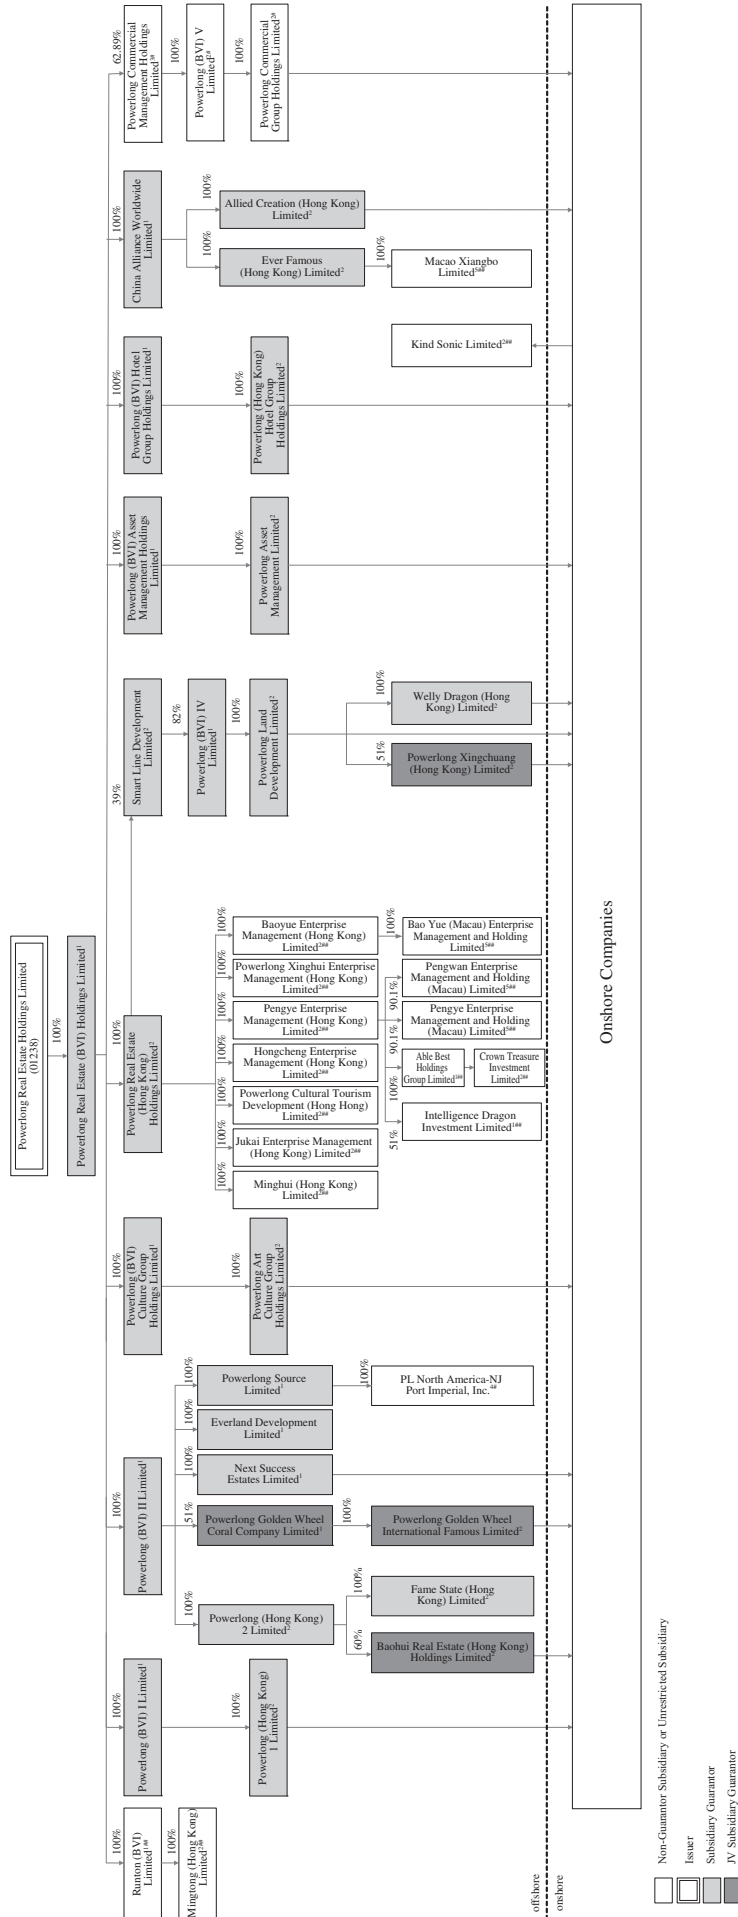 Powerlong Real Estate Holdings Limited
(01238)
100%
Powerlong Real Estate (BVI) Holdings Limited¹
62.89%
Powerlong Commercial
Management Holdings
Limited³#
100%
Powerlong (BVI) V
Limited²#
100%
Powerlong Commercial
Group Holdings Limited²#
100%
China Alliance Worldwide
Limited¹
100%
Allied Creation (Hong Kong)
Limited²
100%
Ever Famous
(Hong Kong) Limited²
100%
Macao Xiangbo
Limited⁵##
Kind Sonic Limited²##
100%
Powerlong (BVI) Hotel
Group Holdings Limited¹
100%
Powerlong (Hong Kong)
Hotel Group
Holdings Limited²
100%
Powerlong (BVI) Asset
Management Holdings
Limited¹
100%
Powerlong Asset
Management Limited²
39%
Smart Line Development
Limited²
82%
Powerlong (BVI) IV
Limited¹
100%
Powerlong Land
Development Limited²
100%
Welly Dragon (Hong
Kong) Limited²
51%
Powerlong Xingchuang
(Hong Kong) Limited²
100%
Powerlong Real Estate
(Hong Kong)
Holdings Limited²
100%
Baoyue Enterprise
Management (Hong Kong)
Limited²##
100%
Bao Yue (Macau) Enterprise
Management and Holding
Limited⁵##
100%
Powerlong Xinghui Enterprise
Management (Hong Kong)
Limited²##
100%
Pengye Enterprise
Management (Hong Kong)
Limited²##
90.1%
Pengwan Enterprise
Management and Holding
(Macau) Limited⁵##
90.1%
Pengye Enterprise
Management and Holding
(Macau) Limited⁵##
100%
Hongcheng Enterprise
Management (Hong Kong)
Limited²##
100%
Able Best
Holdings
Group Limited¹##
Crown Treasure
Investment
Limited²##
100%
Powerlong Cultural Tourism
Development (Hong Hong)
Limited²##
51%
Intelligence Dragon
Investment Limited¹##
100%
Jukai Enterprise Management
(Hong Kong) Limited²##
100%
Minghui (Hong Kong)
Limited²##
100%
Powerlong (BVI)
Culture Group
Holdings Limited¹
100%
Powerlong Art
Culture Group
Holdings Limited²
100%
Powerlong (BVI) II Limited¹
100%
Powerlong Source
Limited¹
100%
PL North America-NJ
Port Imperial, Inc.⁴#
100%
Everland Development
Limited¹
100%
Next Success
Estates Limited¹
51%
Powerlong Golden Wheel
Coral Company Limited¹
100%
Powerlong Golden Wheel
International Famous Limited²
100%
Powerlong (Hong Kong)
2 Limited²
100%
Fame State (Hong
Kong) Limited²
60%
Baohui Real Estate (Hong Kong)
Holdings Limited²
100%
Powerlong (BVI) I Limited¹
100%
Powerlong (Hong Kong)
1 Limited²
100%
Runton (BVI)
Limited¹##
100%
Mingtong (Hong Kong)
Limited²##
offshore
onshore
Onshore Companies
Non-Guarantor Subsidiary or Unrestricted Subsidiary
Issuer
Subsidiary Guarantor
JV Subsidiary Guarantor